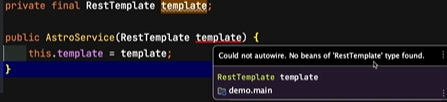 private final RestTemplate template;
public AstroService(RestTemplate template) {
this.template = template;
}
Could not autowire. No beans of 'RestTemplate' type found.
RestTemplate template
demo.main